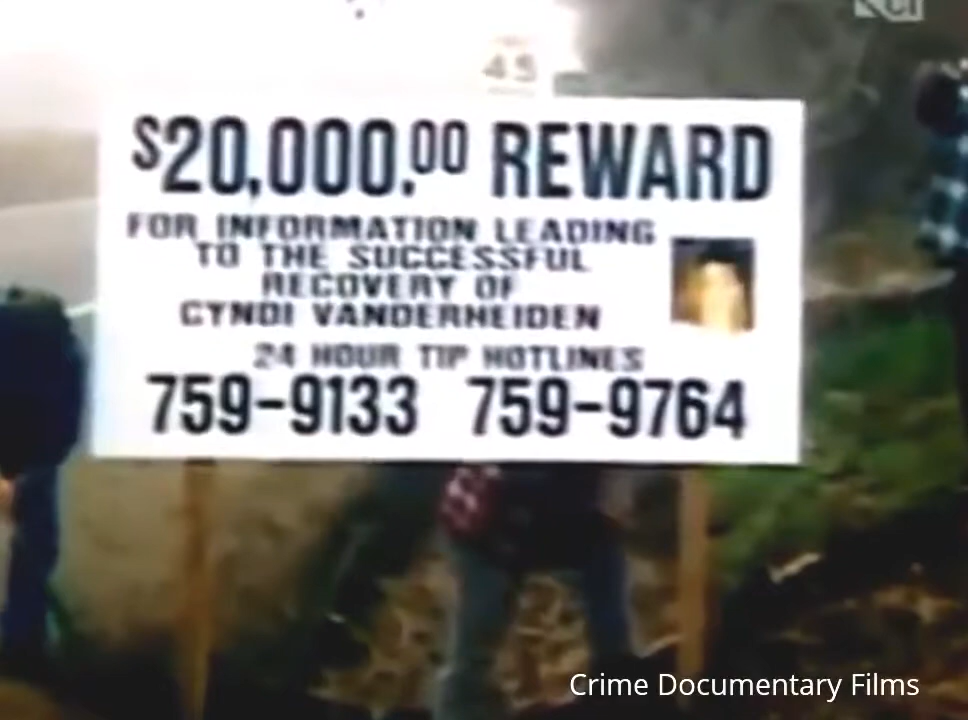 45
$20,000.00 REWARD
FOR INFORMATION LEADING
TO THE SUCCESSFUL
RECOVERY OF
CYNDI VANDERHEIDEN
24 HOUR TIP HOTLINES
759-9133 759-9764
Crime Documentary Films